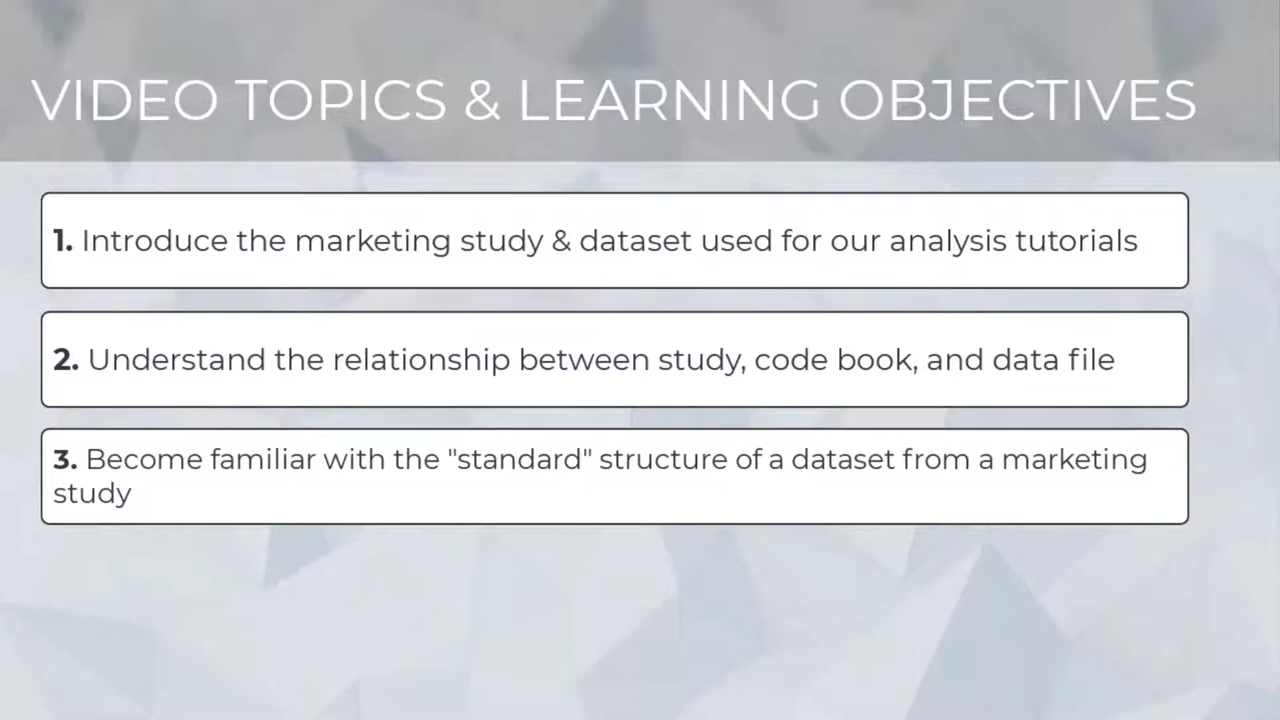 VIDEO TOPICS & LEARNING OBJECTIVES
1. Introduce the marketing study & dataset used for our analysis tutorials
2. Understand the relationship between study, code book, and data file
3. Become familiar with the "standard" structure of a dataset from a marketing
study